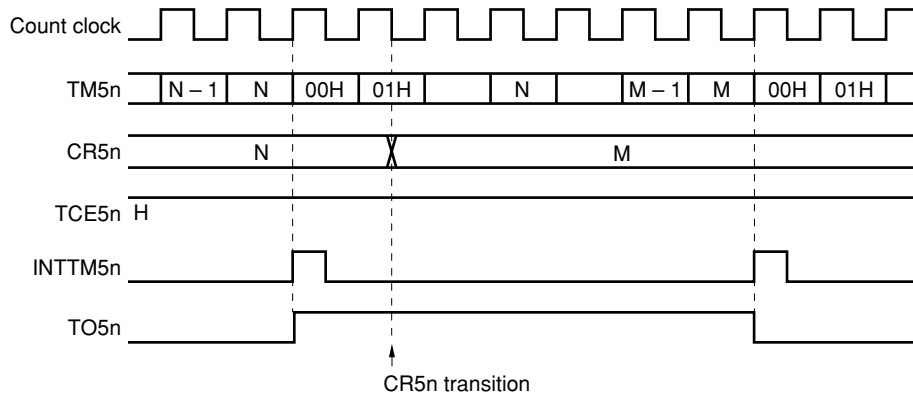 Count clock
TM5n N – 1 N 00H 01H N M – 1 M 00H 01H
CR5n N M
TCE5n H
INTTM5n
TO5n
CR5n transition